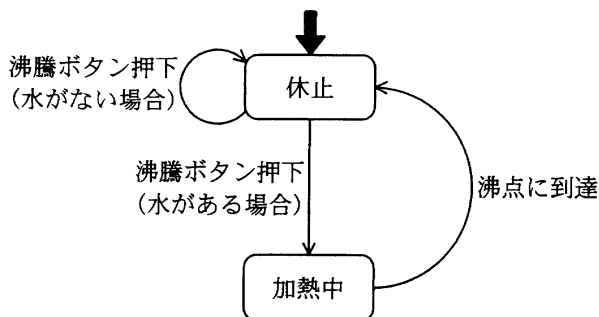 沸騰ボタン押下
(水がない場合)
休止
沸騰ボタン押下
(水がある場合)
沸点に到達
加熱中